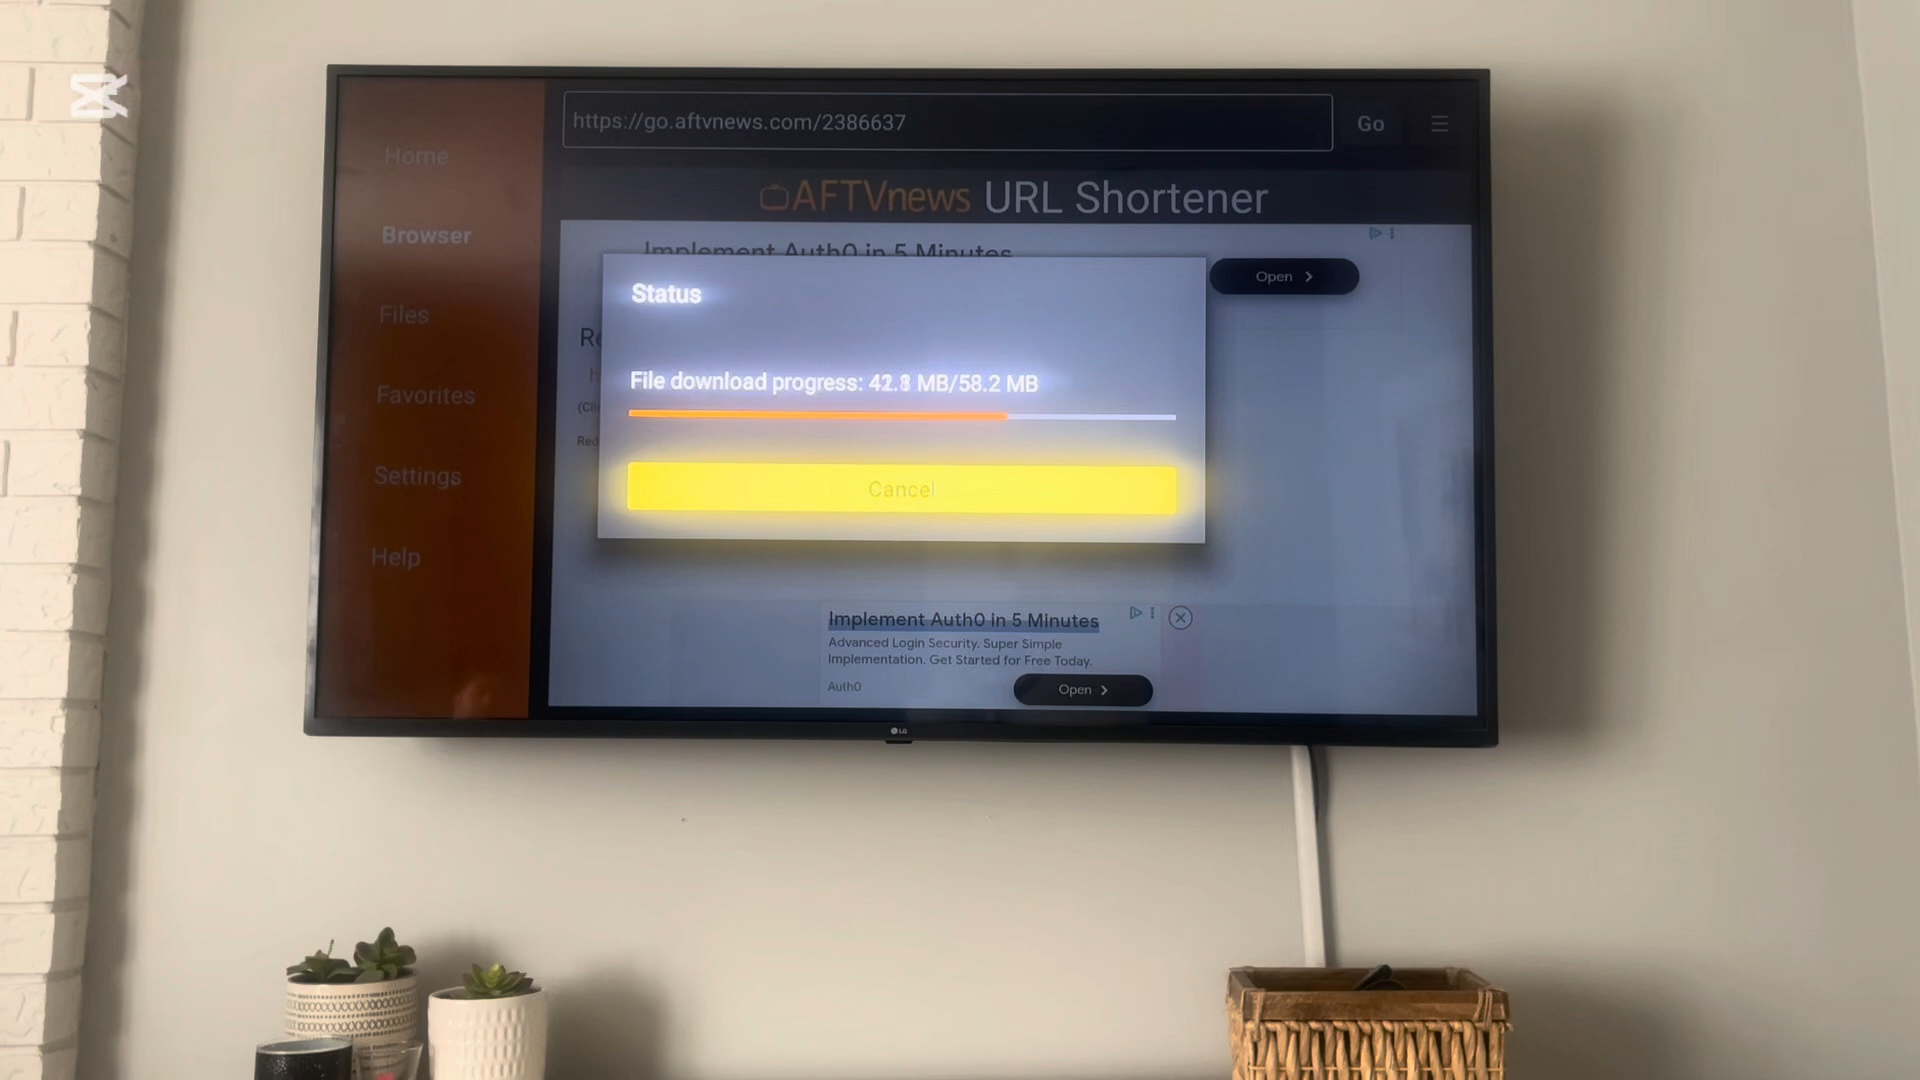 https://go.aftvnews.com/2386637
Go
Home
Browser
Files
Favorites
Settings
Help
AFTVnews URL Shortener
Implement Auth0 in 5 Minutes
Open
Status
File download progress: MB/58.2 MB
Cancel
Implement Auth0 in 5 Minutes
Advanced Login Security. Super Simple
Implementation. Get Started for Free Today.
Auth0
Open
LG